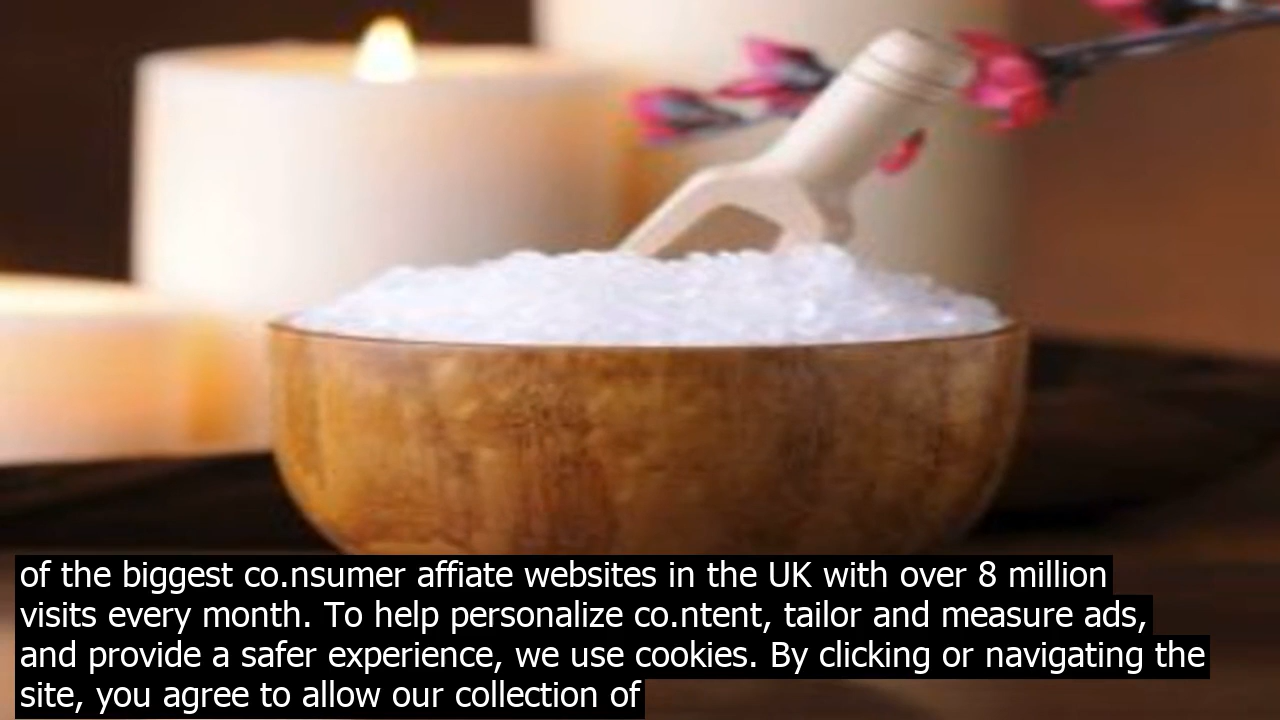 of the biggest co.nsumer affiate websites in the UK with over 8 million
visits every month. To help personalize co.ntent, tailor and measure ads,
and provide a safer experience, we use cookies. By clicking or navigating the
site, you agree to allow our collection of